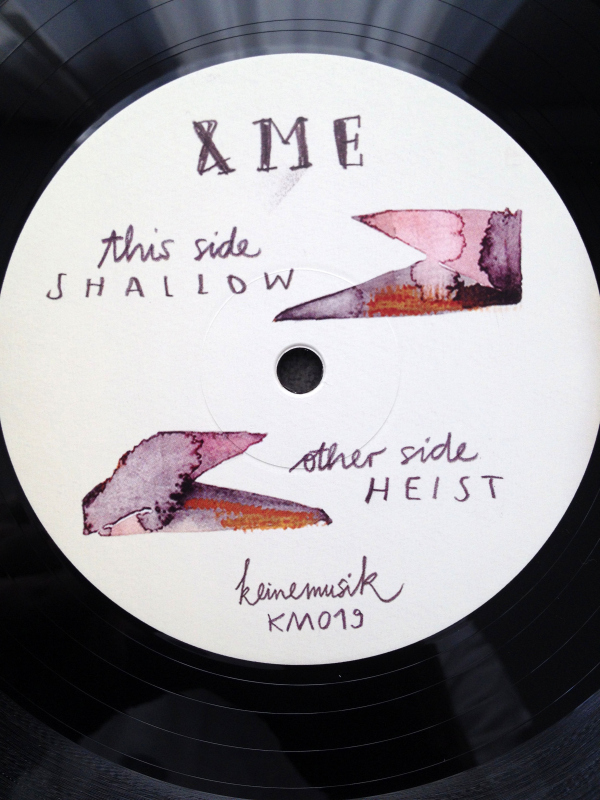 &ME
this side
SHALLOW
other side
HEIST
keinemusik
KM019